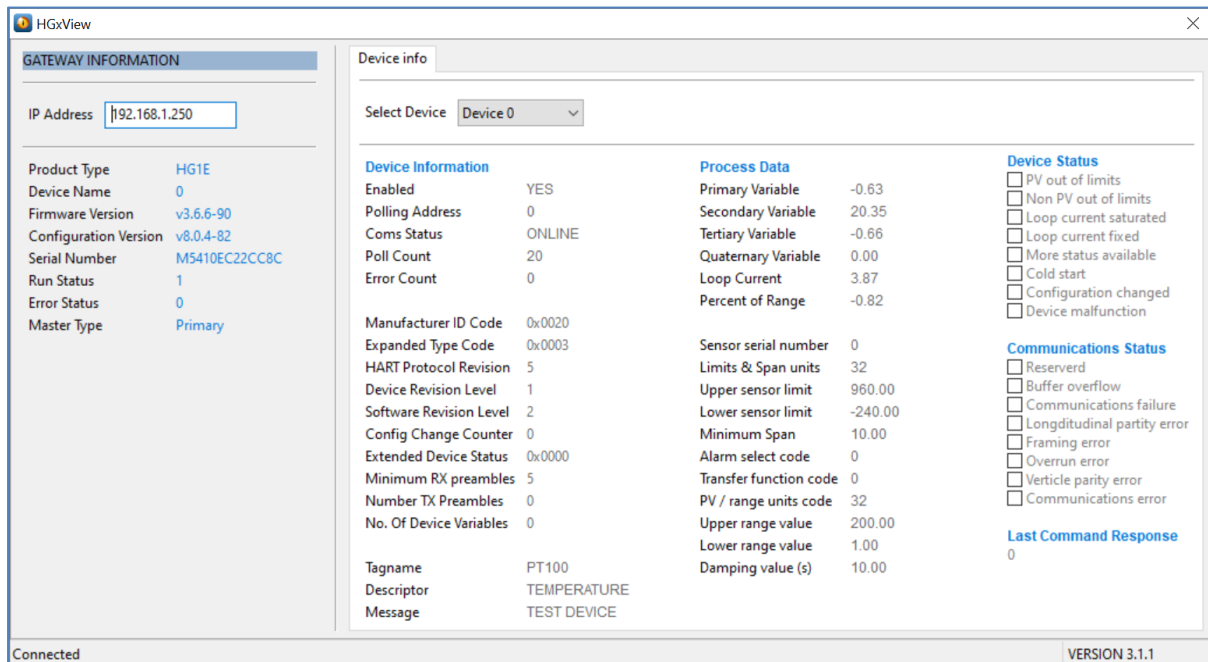 HGxView
GATEWAY INFORMATION
IP Address 192.168.1.250
Product Type HG1E
Device Name 0
Firmware Version v3.6.6-90
Configuration Version v8.0.4-82
Serial Number M5410EC22CC8C
Run Status 1
Error Status 0
Master Type Primary
Device info
Select Device Device 0
Device Information
Enabled YES
Polling Address 0
Coms Status ONLINE
Poll Count 20
Error Count 0
Manufacturer ID Code 0x0020
Expanded Type Code 0x0003
HART Protocol Revision 5
Device Revision Level 1
Software Revision Level 2
Config Change Counter 0
Extended Device Status 0x0000
Minimum RX preambles 5
Number TX Preambles 0
No. Of Device Variables 0
Tagname PT100
Descriptor TEMPERATURE
Message TEST DEVICE
Process Data
Primary Variable -0.63
Secondary Variable 20.35
Tertiary Variable -0.66
Quaternary Variable 0.00
Loop Current 3.87
Percent of Range -0.82
Sensor serial number 0
Limits & Span units 32
Upper sensor limit 960.00
Lower sensor limit -240.00
Minimum Span 10.00
Alarm select code 0
Transfer function code 0
PV / range units code 32
Upper range value 200.00
Lower range value 1.00
Damping value (s) 10.00
Device Status
PV out of limits
Non PV out of limits
Loop current saturated
Loop current fixed
More status available
Cold start
Configuration changed
Device malfunction
Communications Status
Reserverd
Buffer overflow
Communications failure
Longditudinal partity error
Framing error
Overrun error
Verticle parity error
Communications error
Last Command Response
0
Connected
VERSION 3.1.1